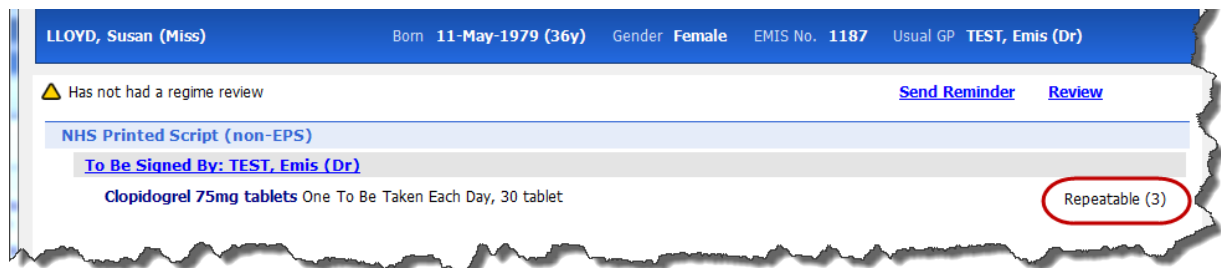 LLOYD, Susan (Miss) Born 11-May-1979 (36y) Gender Female EMIS No. 1187 Usual GP TEST, Emis (Dr)
Has not had a regime review Send Reminder Review
NHS Printed Script (non-EPS)
To Be Signed By: TEST, Emis (Dr)
Clopidogrel 75mg tablets One To Be Taken Each Day, 30 tablet Repeatable (3)